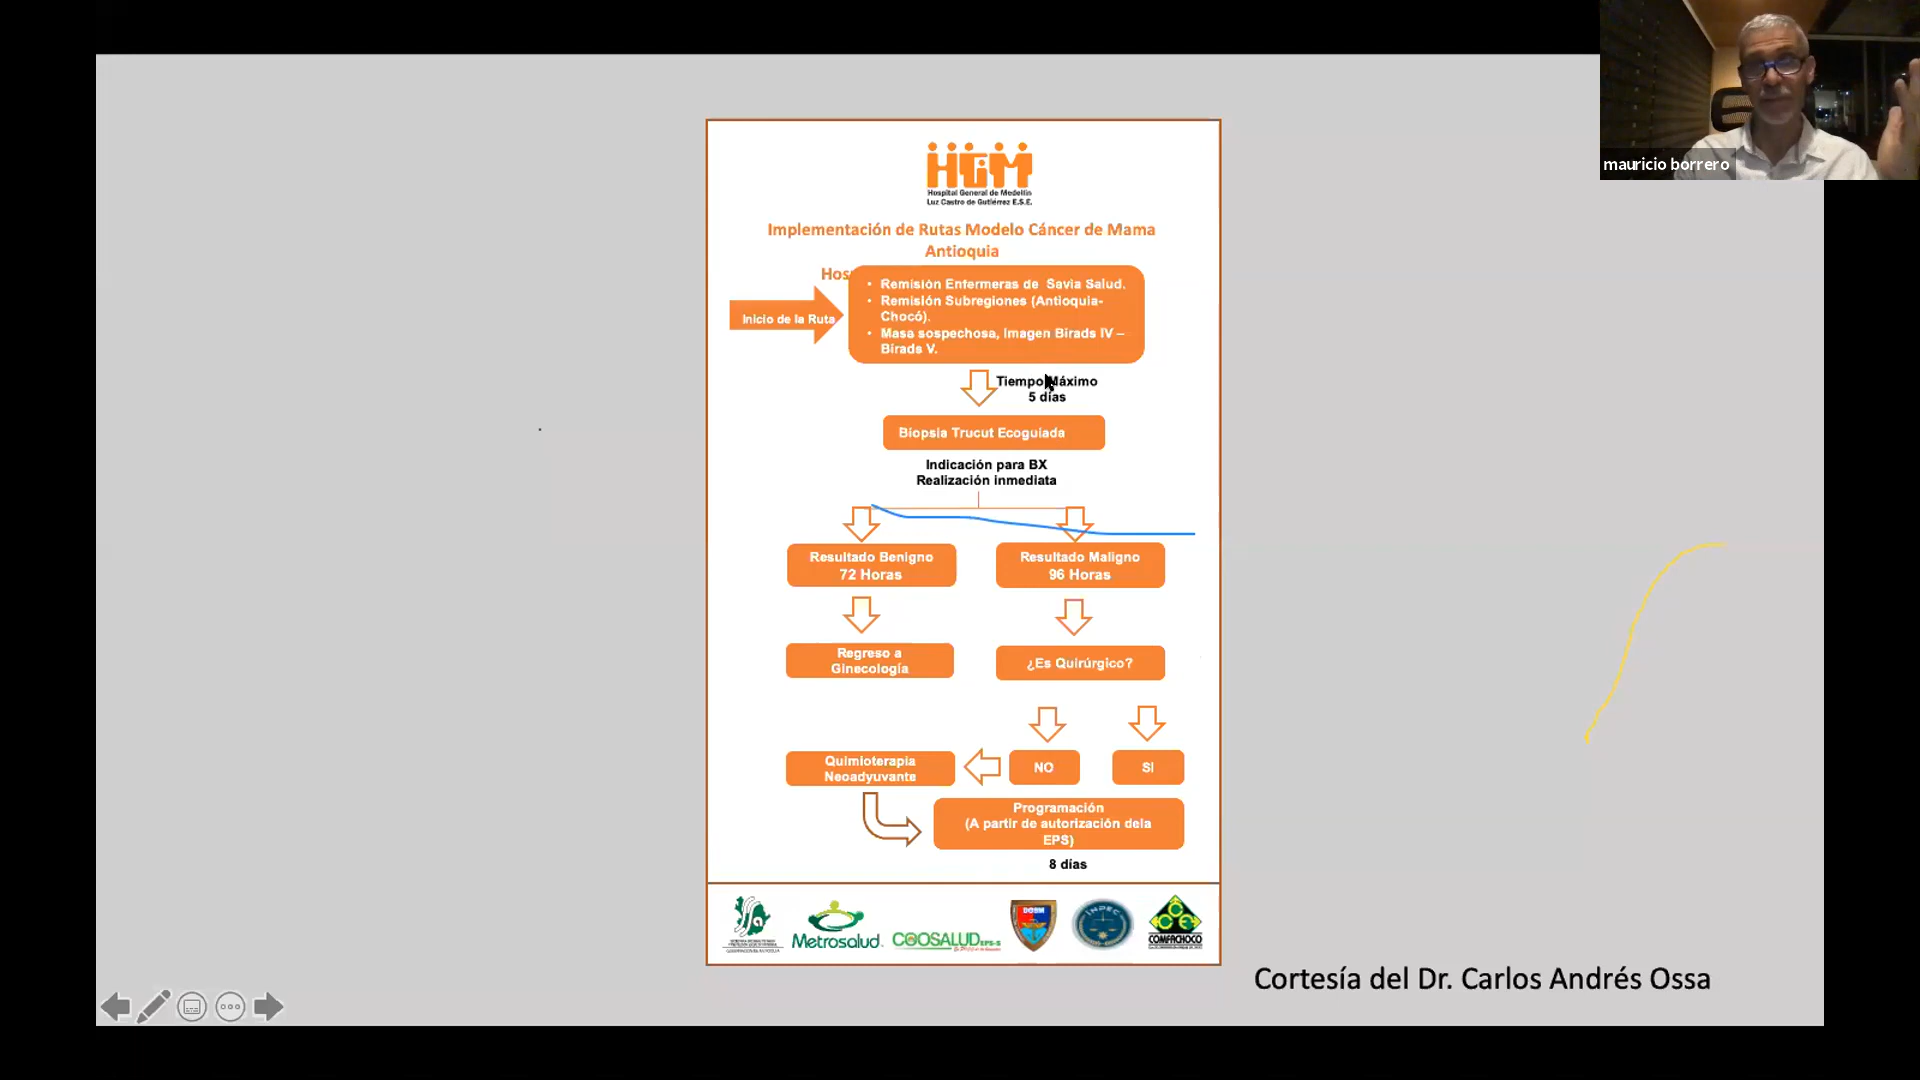 mauricio borrero
HGM
Hospital General de Medellín
Luz Castro de Gutiérrez E.S.E.
Implementación de Rutas Modelo Cáncer de Mama
Antioquia
Inicio de la Ruta
• Remisión Enfermeras de Savia Salud.
• Remisión Subregiones (Antioquia-
Chocó).
• Masa sospechosa, Imagen Birads IV –
Birads V.
Tiempo Máximo
5 días
Biopsia Trucut Ecoguiada
Indicación para BX
Realización inmediata
Resultado Benigno
72 Horas
Resultado Maligno
96 Horas
Regreso a
Ginecología
¿Es Quirúrgico?
Quimioterapia
Neoadyuvante
NO
SI
Programación
(A partir de autorización dela
EPS)
8 días
Metrosalud
COOSALUD EPS-S
INPEC
COMFACHOCO
Cortesía del Dr. Carlos Andrés Ossa